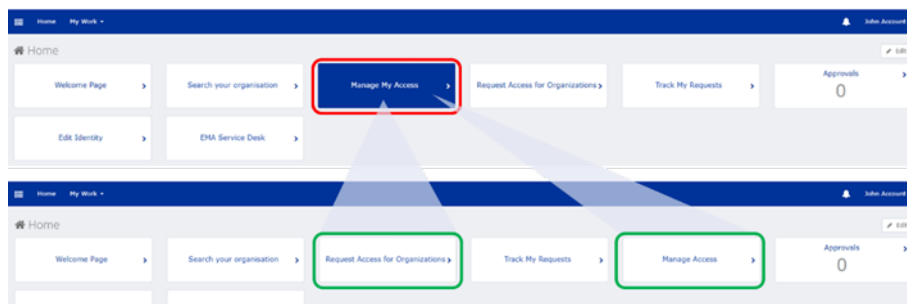 Home My Work John Account
Home Edit
Welcome Page Search your organisation Manage My Access Request Access for Organizations Track My Requests Approvals
0
Edit Identity EMA Service Desk
Home My Work John Account
Home Edit
Welcome Page Search your organisation Request Access for Organizations Track My Requests Manage Access Approvals
0